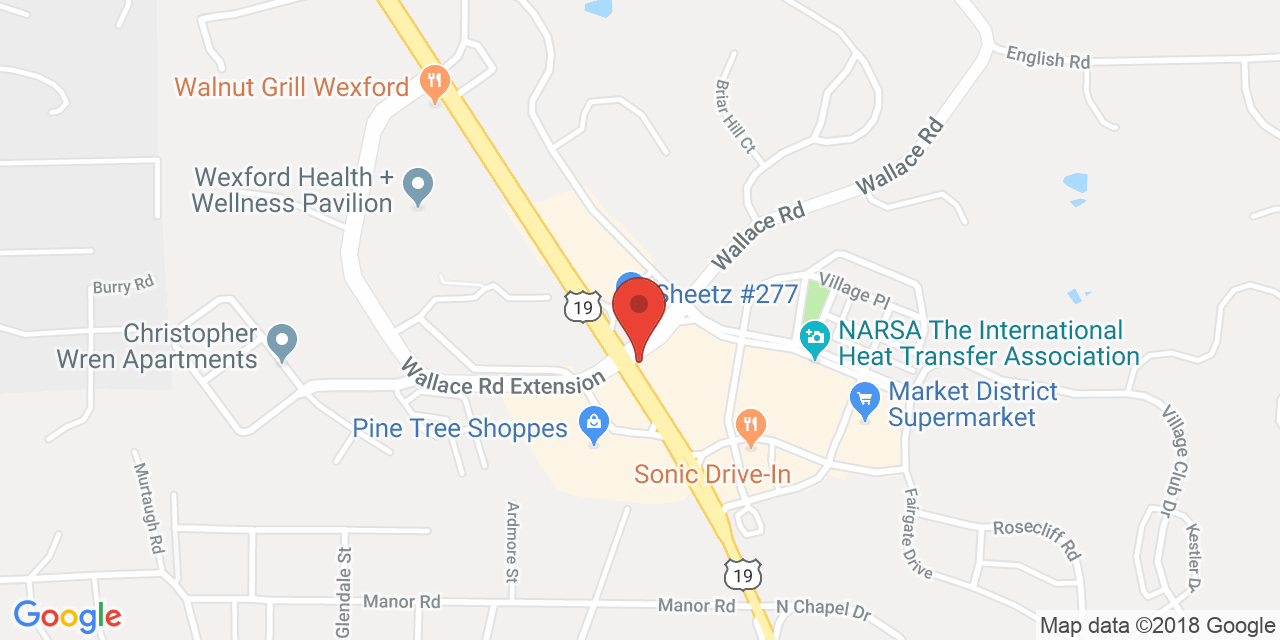 English Rd
Walnut Grill Wexford
Briar Hill Ct
Wallace Rd
Wexford Health +
Wellness Pavilion
Wallace Rd
Burry Rd
19
Sheetz #277
Village Pl
Christopher
Wren Apartments
NARSA The International
Heat Transfer Association
Wallace Rd Extension
Market District
Supermarket
Pine Tree Shoppes
Sonic Drive-In
Village Club Dr
Murtaugh Rd
Ardmore St
Fairgate Drive
Rosecliff Rd
Kestler Dr
Glendale St
19
Manor Rd
Manor Rd
N Chapel Dr
Google
Map data ©2018 Google